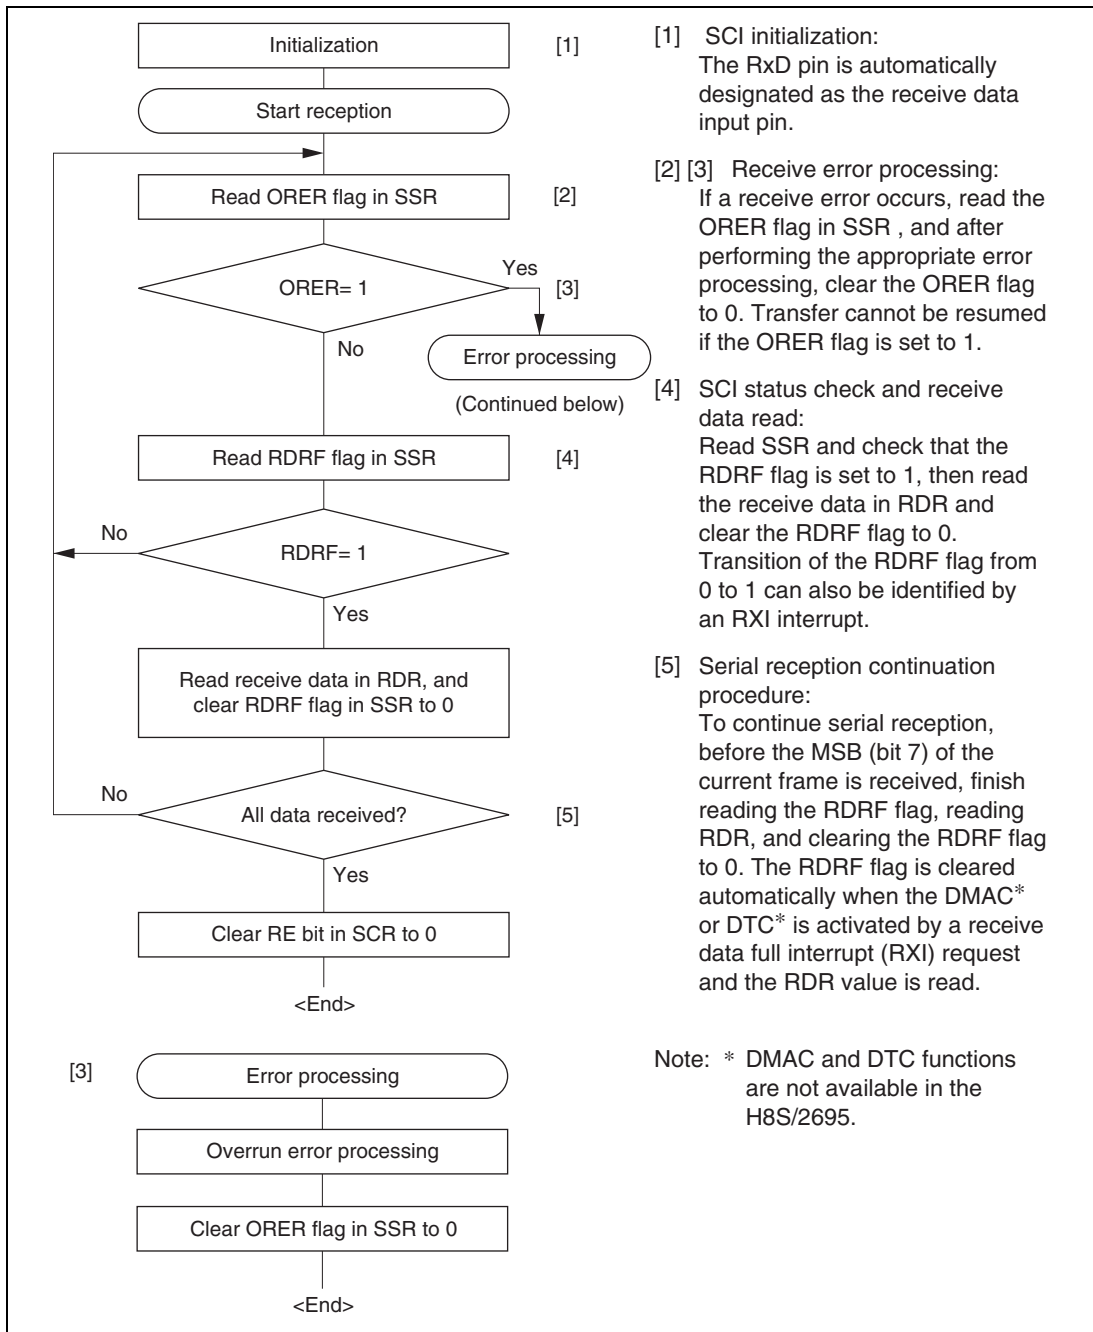 Initialization
[1]
Start reception
Read ORER flag in SSR
[2]
ORER= 1
Yes
[3]
No
Error processing
(Continued below)
Read RDRF flag in SSR
[4]
No
RDRF= 1
Yes
Read receive data in RDR, and
clear RDRF flag in SSR to 0
No
All data received?
[5]
Yes
Clear RE bit in SCR to 0
<End>
[3]
Error processing
Overrun error processing
Clear ORER flag in SSR to 0
<End>
[1] SCI initialization:
The RxD pin is automatically
designated as the receive data
input pin.
[2] [3] Receive error processing:
If a receive error occurs, read the
ORER flag in SSR , and after
performing the appropriate error
processing, clear the ORER flag
to 0. Transfer cannot be resumed
if the ORER flag is set to 1.
[4] SCI status check and receive
data read:
Read SSR and check that the
RDRF flag is set to 1, then read
the receive data in RDR and
clear the RDRF flag to 0.
Transition of the RDRF flag from
0 to 1 can also be identified by
an RXI interrupt.
[5] Serial reception continuation
procedure:
To continue serial reception,
before the MSB (bit 7) of the
current frame is received, finish
reading the RDRF flag, reading
RDR, and clearing the RDRF flag
to 0. The RDRF flag is cleared
automatically when the DMAC*
or DTC* is activated by a receive
data full interrupt (RXI) request
and the RDR value is read.
Note: * DMAC and DTC functions
are not available in the
H8S/2695.